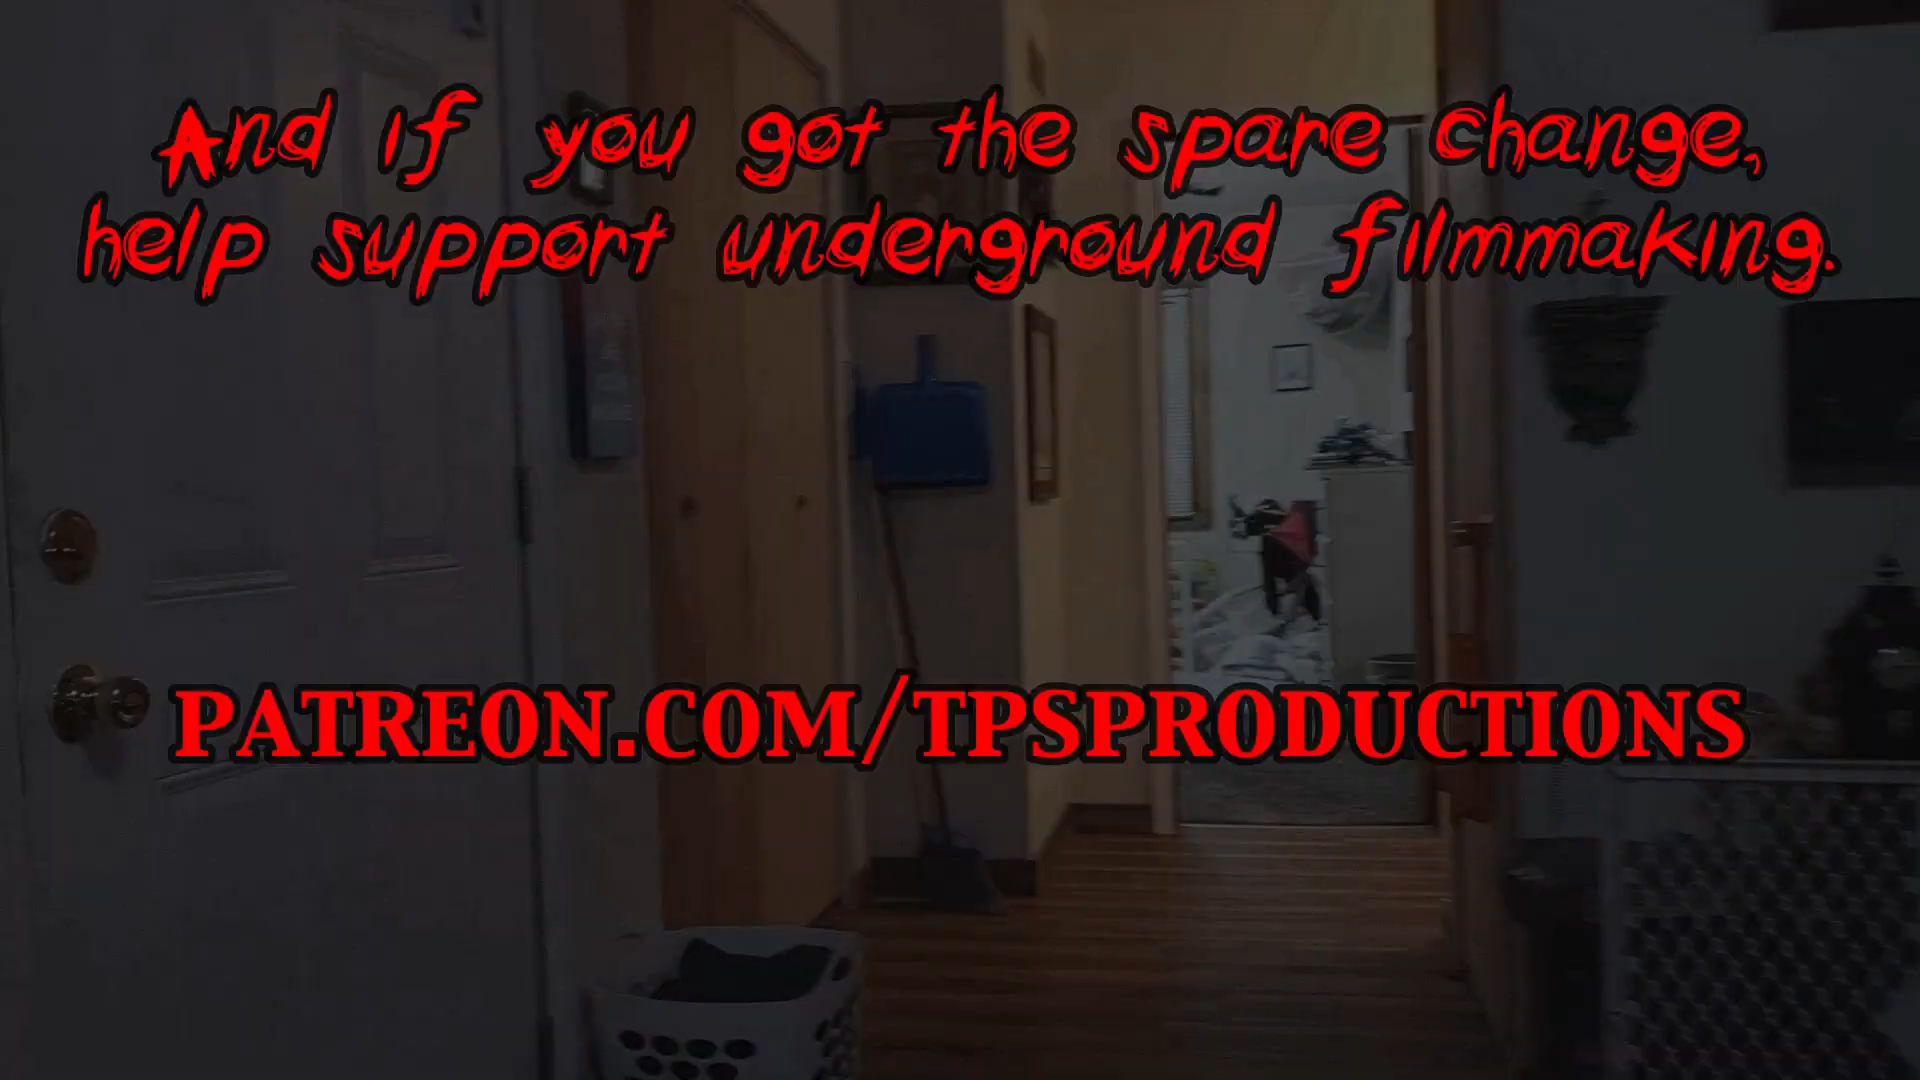 And if you got the spare change,
help support underground filmmaking.
PATREON.COM/TPSPRODUCTIONS